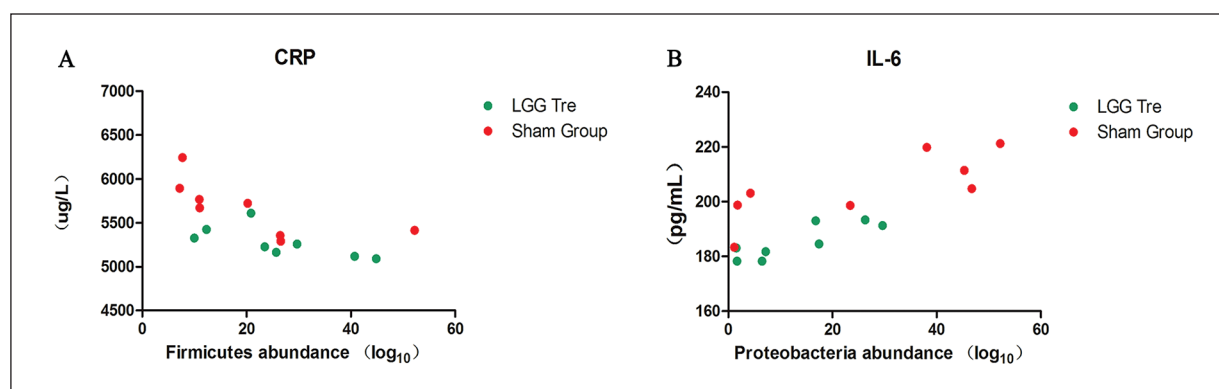 A
CRP
7000
6500
6000
5500
5000
4500
（ug/L）
0
20
40
60
Firmicutes abundance （log10）
LGG Tre
Sham Group
B
IL-6
240
220
200
180
160
（pg/mL）
0
20
40
60
Proteobacteria abundance （log10）
LGG Tre
Sham Group